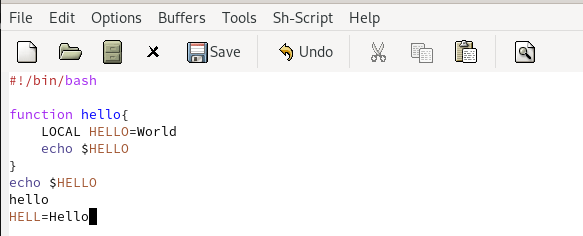 File Edit Options Buffers Tools Sh-Script Help
Save Undo
#!/bin/bash
function hello{
LOCAL HELLO=World
echo $HELLO
}
echo $HELLO
hello
HELL=Hello